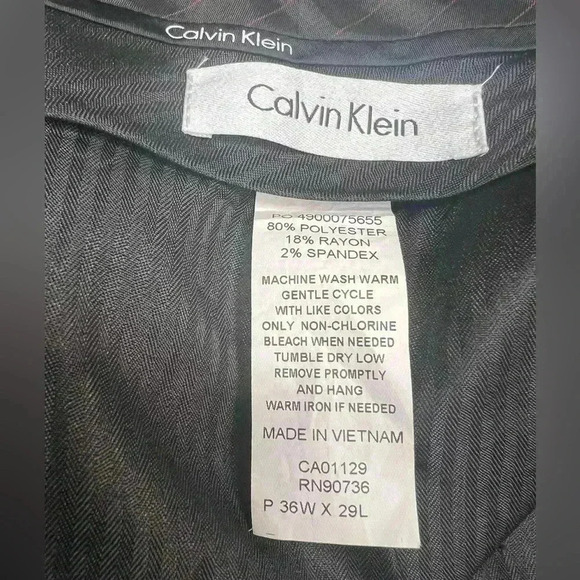 Calvin Klein
Calvin Klein
PO 4900075655
80% POLYESTER
18% RAYON
2% SPANDEX
MACHINE WASH WARM
GENTLE CYCLE
WITH LIKE COLORS
ONLY NON-CHLORINE
BLEACH WHEN NEEDED
TUMBLE DRY LOW
REMOVE PROMPTLY
AND HANG
WARM IRON IF NEEDED
MADE IN VIETNAM
CA01129
RN90736
P 36W X 29L